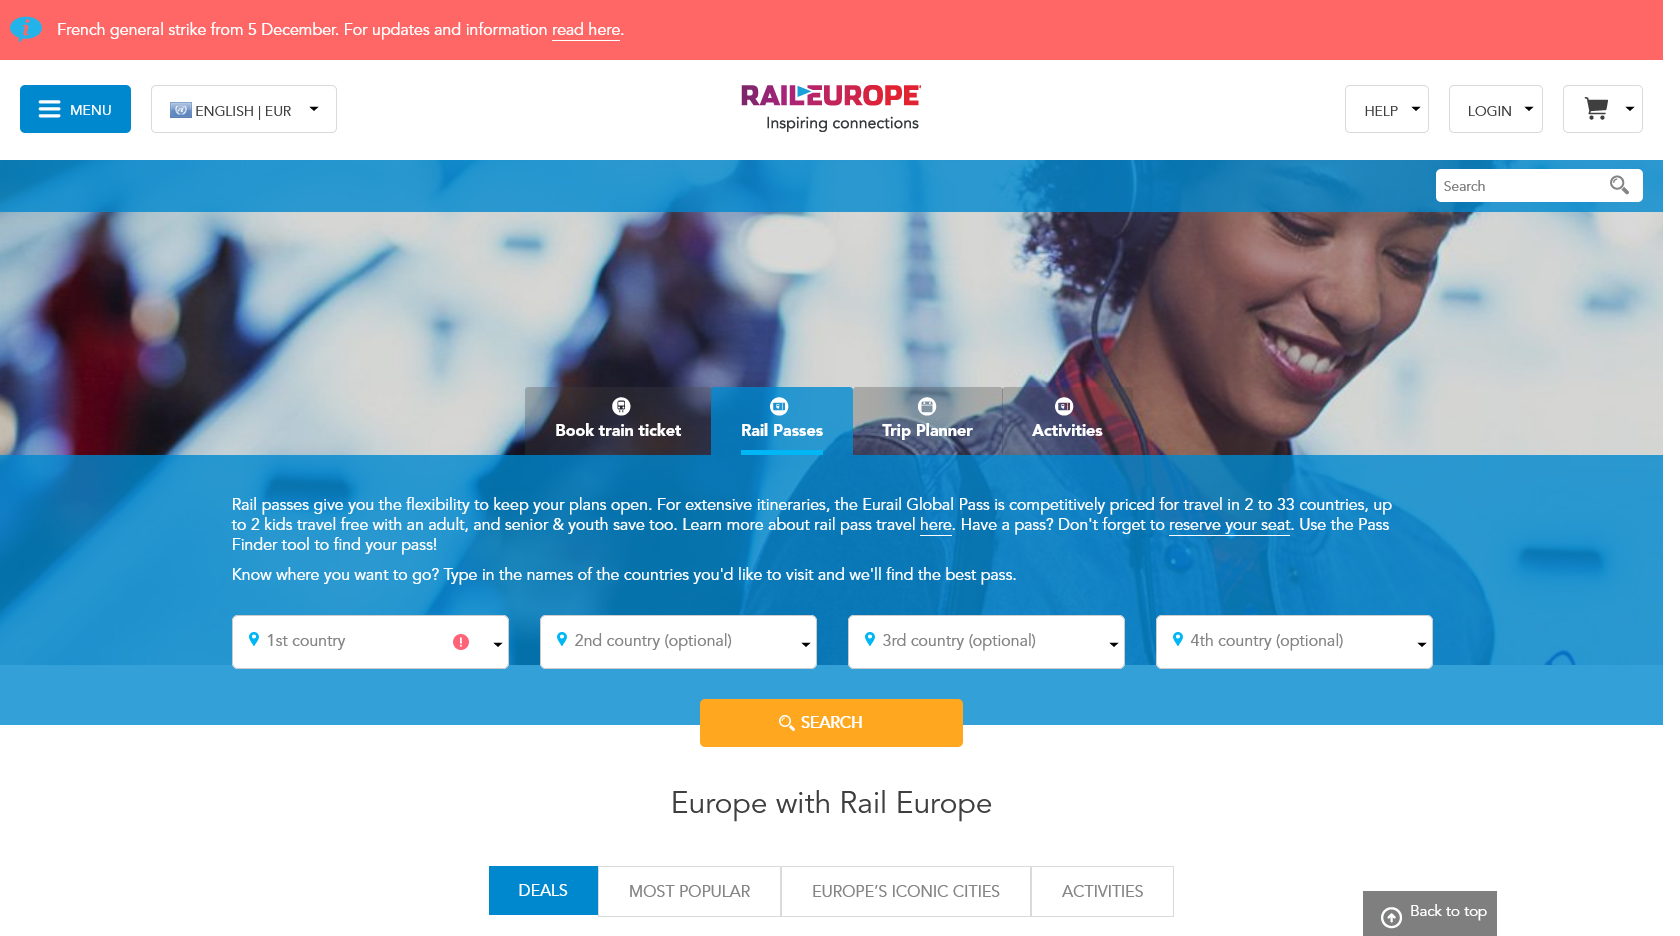 French general strike from 5 December. For updates and information read here.
MENU
ENGLISH | EUR
RAILEUROPE
Inspiring connections
HELP
LOGIN
Search
Book train ticket
Rail Passes
Trip Planner
Activities
Rail passes give you the flexibility to keep your plans open. For extensive itineraries, the Eurail Global Pass is competitively priced for travel in 2 to 33 countries, up
to 2 kids travel free with an adult, and senior & youth save too. Learn more about rail pass travel here. Have a pass? Don't forget to reserve your seat. Use the Pass
Finder tool to find your pass!
Know where you want to go? Type in the names of the countries you'd like to visit and we'll find the best pass.
1st country
2nd country (optional)
3rd country (optional)
4th country (optional)
SEARCH
Europe with Rail Europe
DEALS
MOST POPULAR
EUROPE’S ICONIC CITIES
ACTIVITIES
Back to top